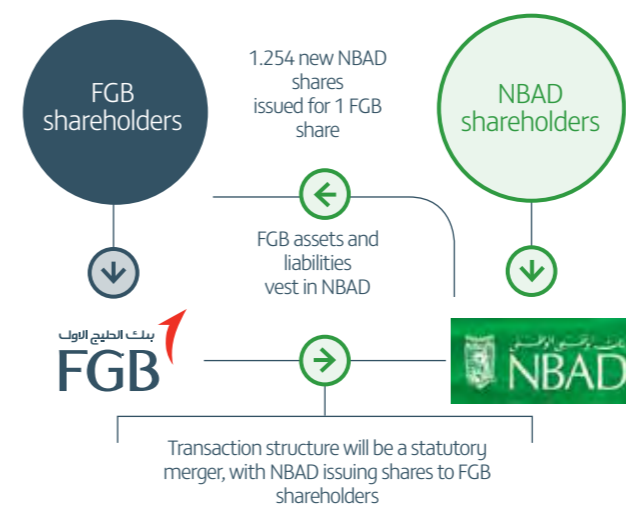 FGB
shareholders
1.254 new NBAD
shares
issued for 1 FGB
share
NBAD
shareholders
FGB assets and
liabilities
vest in NBAD
بنك الخليج الاول
FGB
NBAD
Transaction structure will be a statutory
merger, with NBAD issuing shares to FGB
shareholders